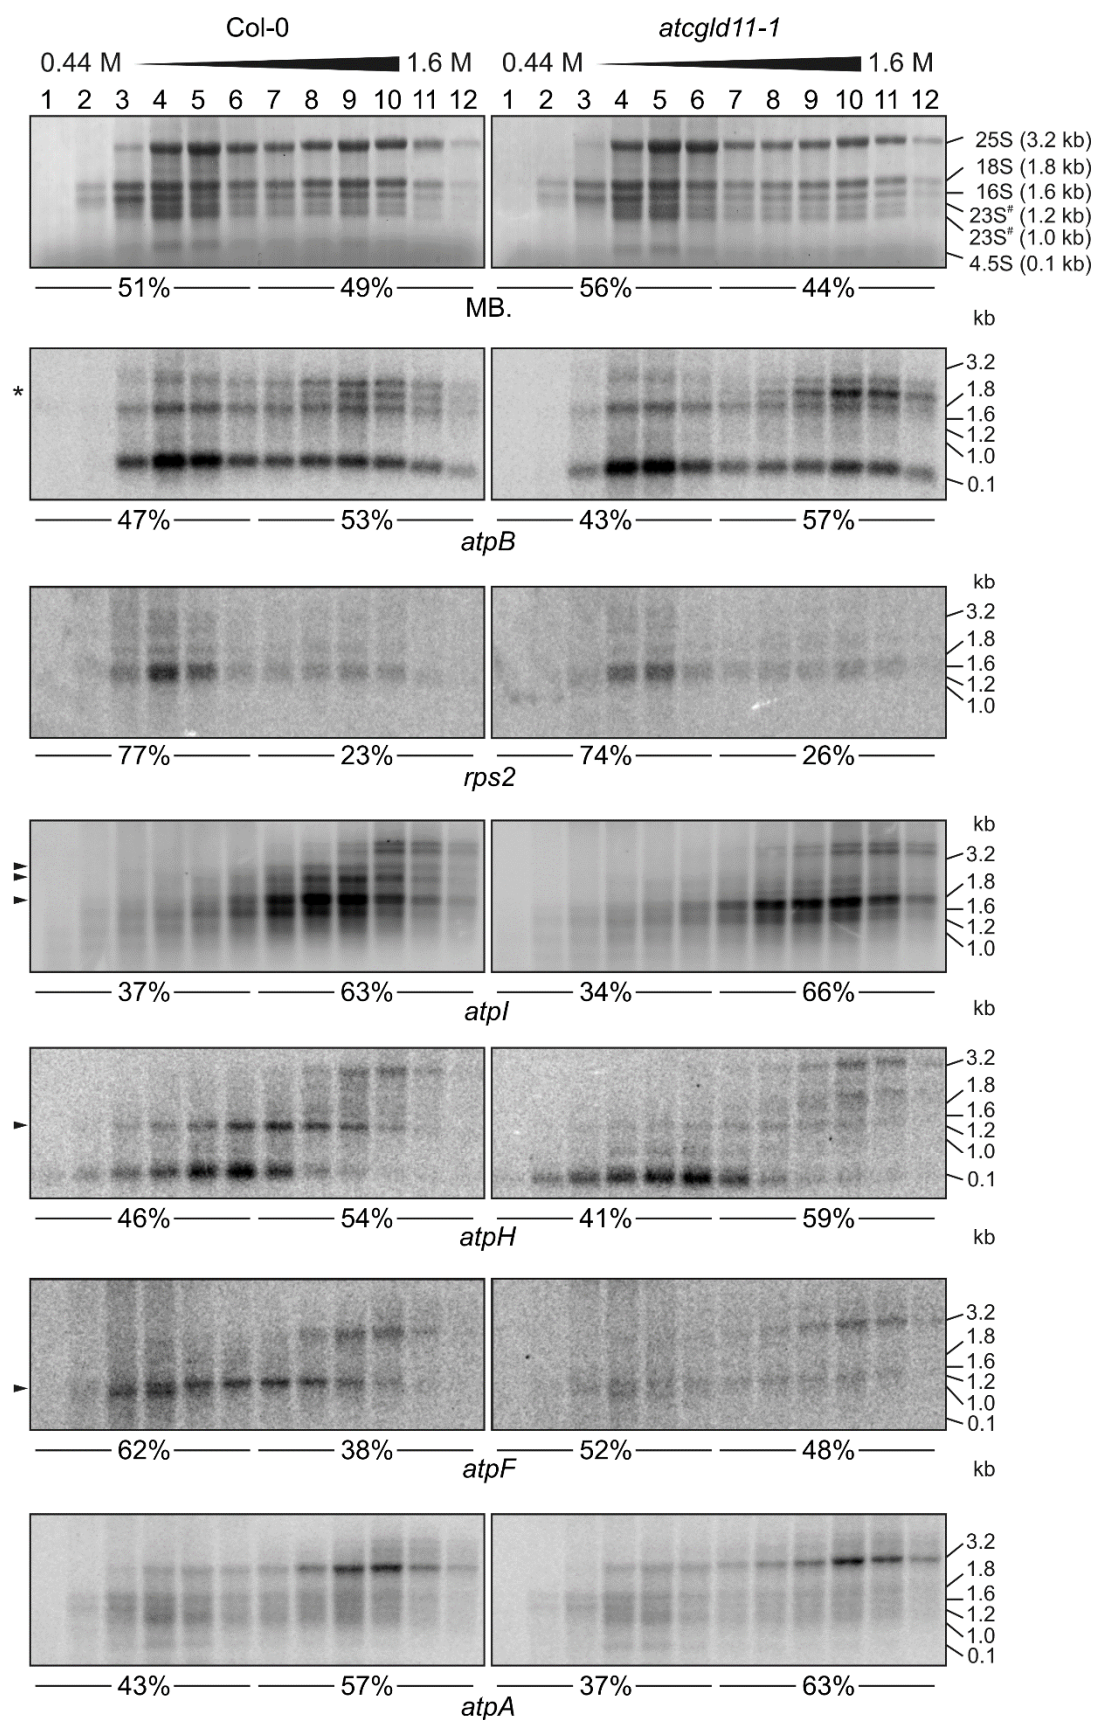 Col-0 atcgld11-1
0.44 M 1.6 M 0.44 M 1.6 M
1 2 3 4 5 6 7 8 9 10 11 12 1 2 3 4 5 6 7 8 9 10 11 12
25S (3.2 kb)
18S (1.8 kb)
16S (1.6 kb)
23S# (1.2 kb)
23S# (1.0 kb)
4.5S (0.1 kb)
51% 49% 56% 44%
MB.
kb
*
3.2
1.8
1.6
1.2
1.0
0.1
47% 53% 43% 57%
atpB
kb
3.2
1.8
1.6
1.2
1.0
77% 23% 74% 26%
rps2
kb
3.2
1.8
1.6
1.2
1.0
37% 63% 34% 66%
atpI
kb
3.2
1.8
1.6
1.2
1.0
0.1
46% 54% 41% 59%
atpH
kb
3.2
1.8
1.6
1.2
1.0
0.1
62% 38% 52% 48%
atpF
kb
3.2
1.8
1.6
1.2
1.0
0.1
43% 57% 37% 63%
atpA